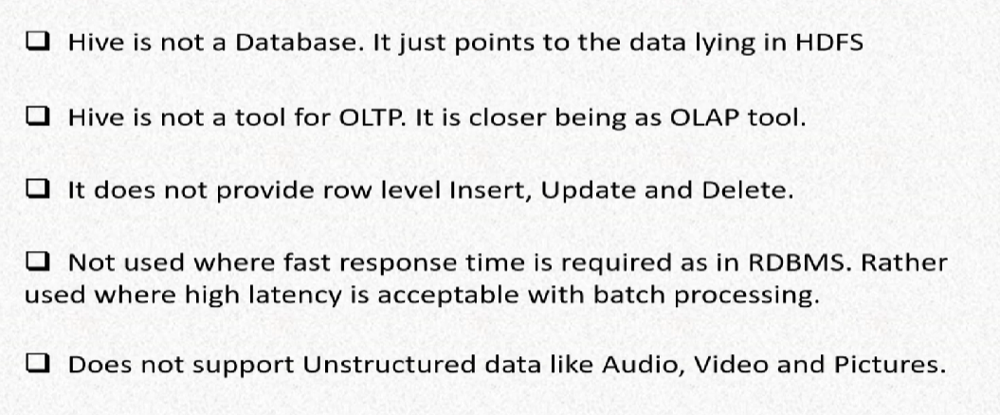 ❑ Hive is not a Database. It just points to the data lying in HDFS
❑ Hive is not a tool for OLTP. It is closer being as OLAP tool.
❑ It does not provide row level Insert, Update and Delete.
❑ Not used where fast response time is required as in RDBMS. Rather
used where high latency is acceptable with batch processing.
❑ Does not support Unstructured data like Audio, Video and Pictures.